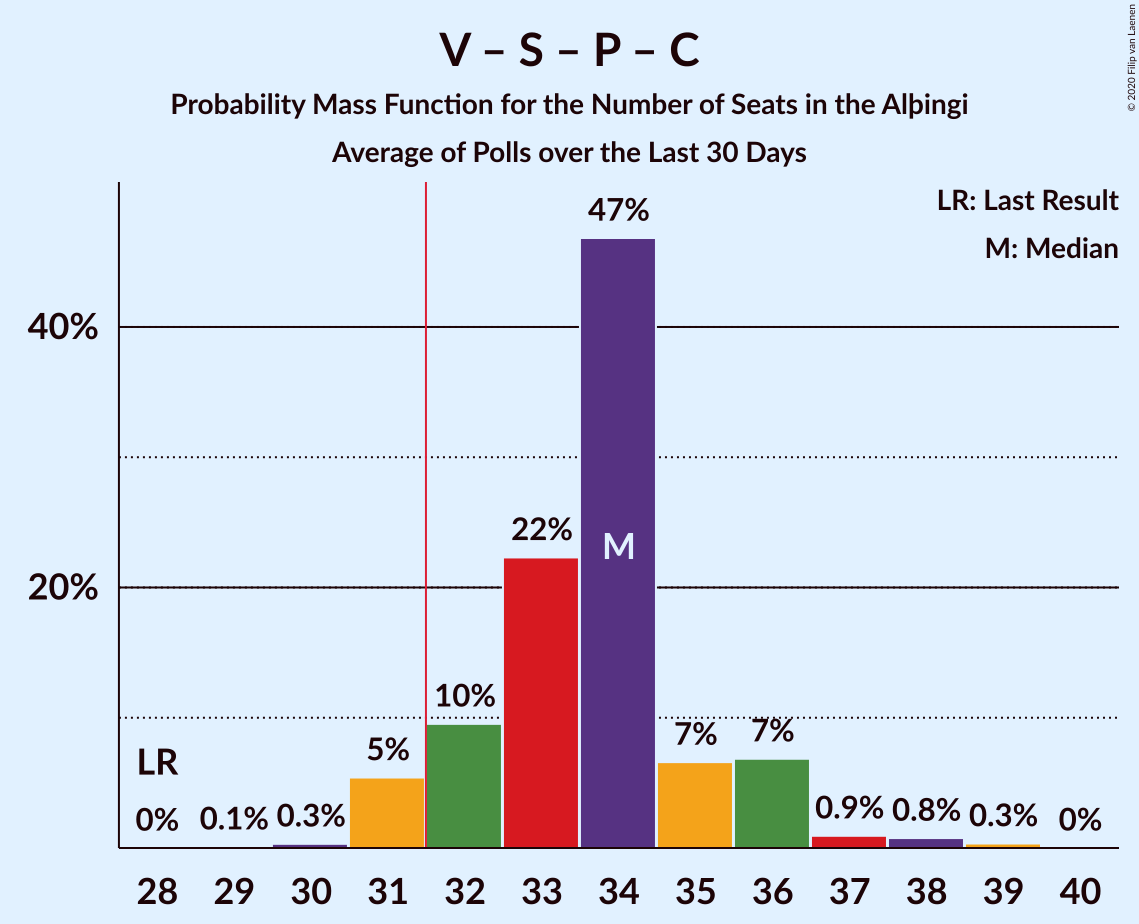 V – S – P – C
Probability Mass Function for the Number of Seats in the Alþingi
Average of Polls over the Last 30 Days
© 2020 Filip van Laenen
LR: Last Result
M: Median
40%
20%
LR
M
0%
0.1%
0.3%
5%
10%
22%
47%
7%
7%
0.9%
0.8%
0.3%
0%
28 29 30 31 32 33 34 35 36 37 38 39 40